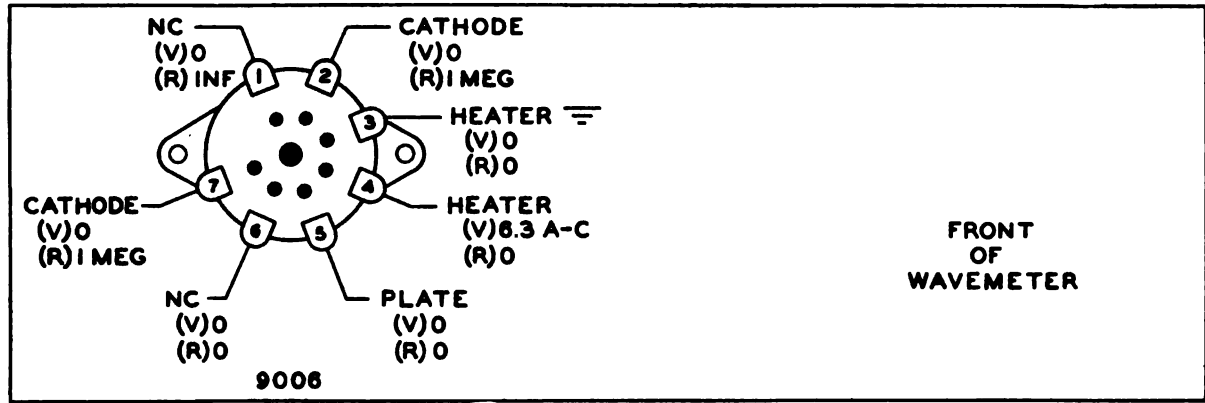 NC
(V)0
(R)INF
CATHODE
(V)0
(R)1 MEG
HEATER
(V)0
(R)0
HEATER
(V)6.3 A-C
(R)0
PLATE
(V)0
(R)0
NC
(V)0
(R)0
CATHODE
(V)0
(R)1 MEG
1
2
3
4
5
6
7
9006
FRONT
OF
WAVEMETER